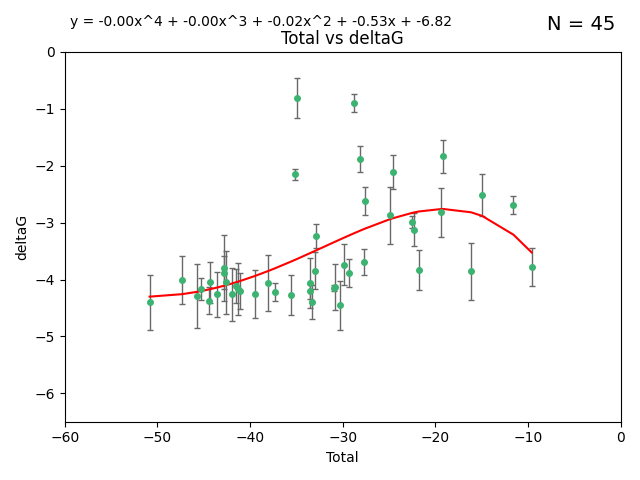 y = -0.00x^4 + -0.00x^3 + -0.02x^2 + -0.53x + -6.82
N = 45
Total vs deltaG
0
−1
−2
−3
−4
−5
−6
deltaG
−60 −50 −40 −30 −20 −10 0
Total